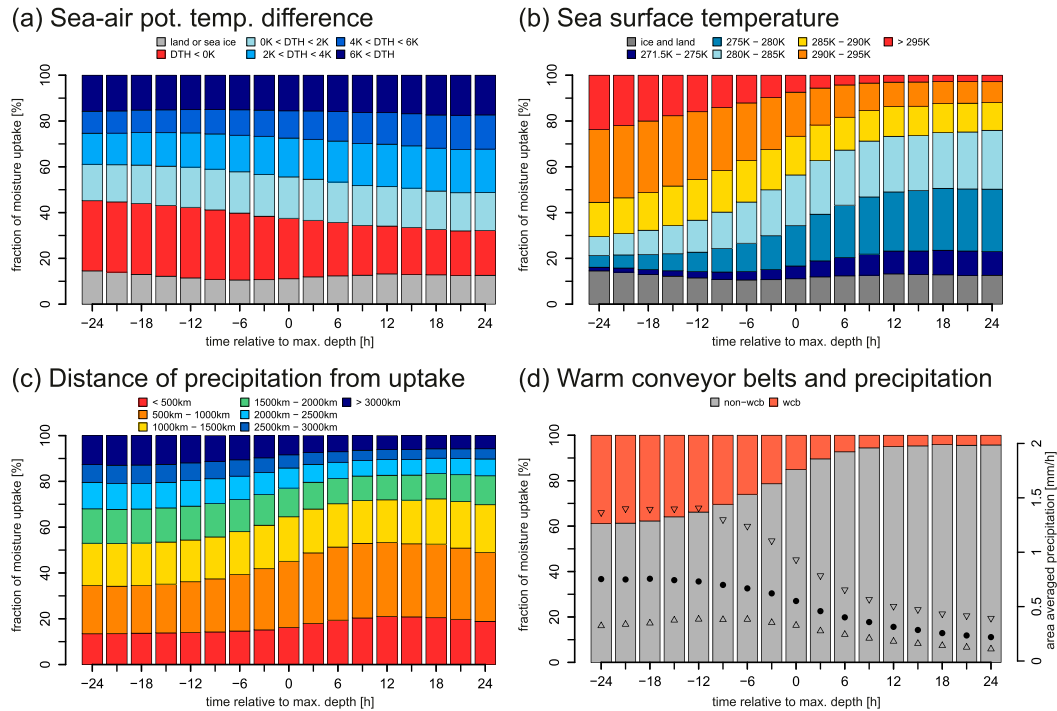 (a) Sea-air pot. temp. difference
land or sea ice 0K < DTH < 2K 4K < DTH < 6K
DTH < 0K 2K < DTH < 4K 6K < DTH
fraction of moisture uptake [%]
100
80
60
40
20
0
−24 −18 −12 −6 0 6 12 18 24
time relative to max. depth [h]
(b) Sea surface temperature
ice and land 275K − 280K 285K − 290K > 295K
271.5K − 275K 280K − 285K 290K − 295K
fraction of moisture uptake [%]
100
80
60
40
20
0
−24 −18 −12 −6 0 6 12 18 24
time relative to max. depth [h]
(c) Distance of precipitation from uptake
< 500km 1500km − 2000km > 3000km
500km − 1000km 2000km − 2500km
1000km − 1500km 2500km − 3000km
fraction of moisture uptake [%]
100
80
60
40
20
0
−24 −18 −12 −6 0 6 12 18 24
time relative to max. depth [h]
(d) Warm conveyor belts and precipitation
non−wcb wcb
fraction of moisture uptake [%]
100
80
60
40
20
0
2
1.5
1
0.5
0
area averaged precipitation [mm/h]
−24 −18 −12 −6 0 6 12 18 24
time relative to max. depth [h]